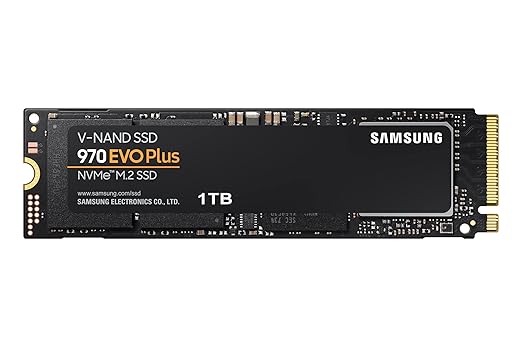 V-NAND SSD
970 EVO Plus
NVMe™ M.2 SSD
www.samsung.com/ssd
SAMSUNG ELECTRONICS CO., LTD.
1TB
SAMSUNG